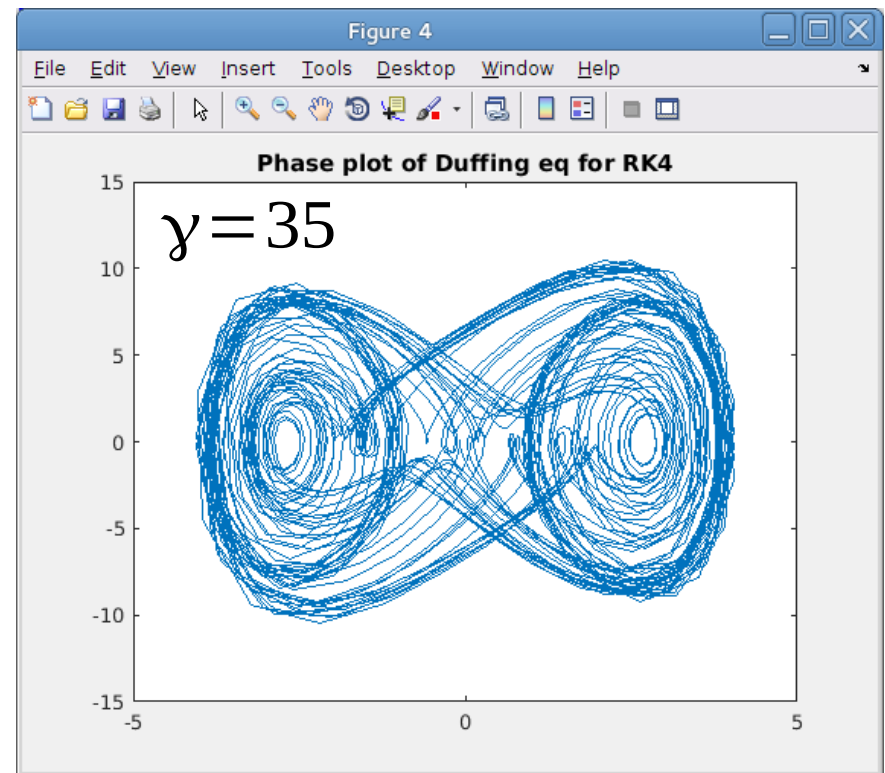 Figure 4
File Edit View Insert Tools Desktop Window Help
Phase plot of Duffing eq for RK4
γ=35
15
10
5
0
-5
-10
-15
-5 0 5